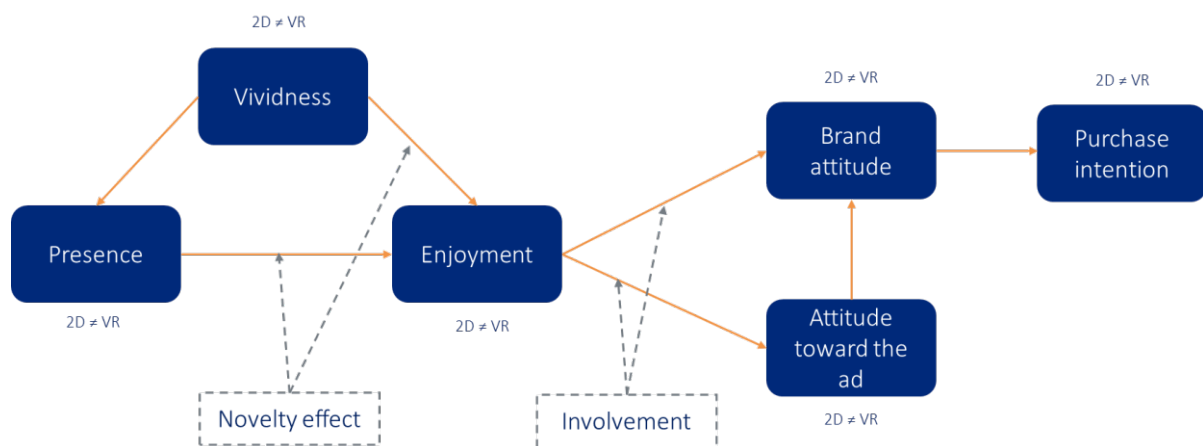 2D ≠ VR
Vividness
2D ≠ VR
Brand
attitude
2D ≠ VR
Purchase
intention
Presence
2D ≠ VR
Enjoyment
2D ≠ VR
Attitude
toward the
ad
2D ≠ VR
Novelty effect
Involvement